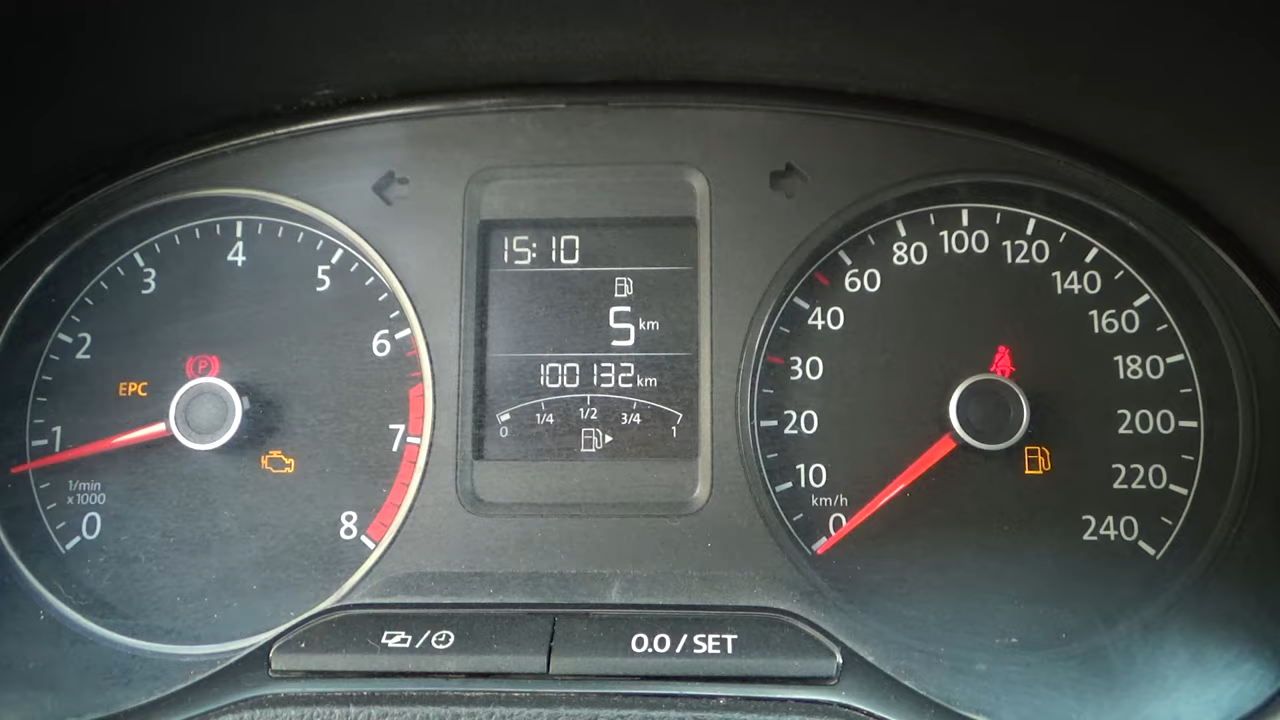 15:10
5 km
100132 km
0 1/4 1/2 3/4 1
EPC
P
0 1 2 3 4 5 6 7 8
1/min
x1000
0 10 20 30 40 60 80 100 120 140 160 180 200 220 240
km/h
/
0.0 / SET